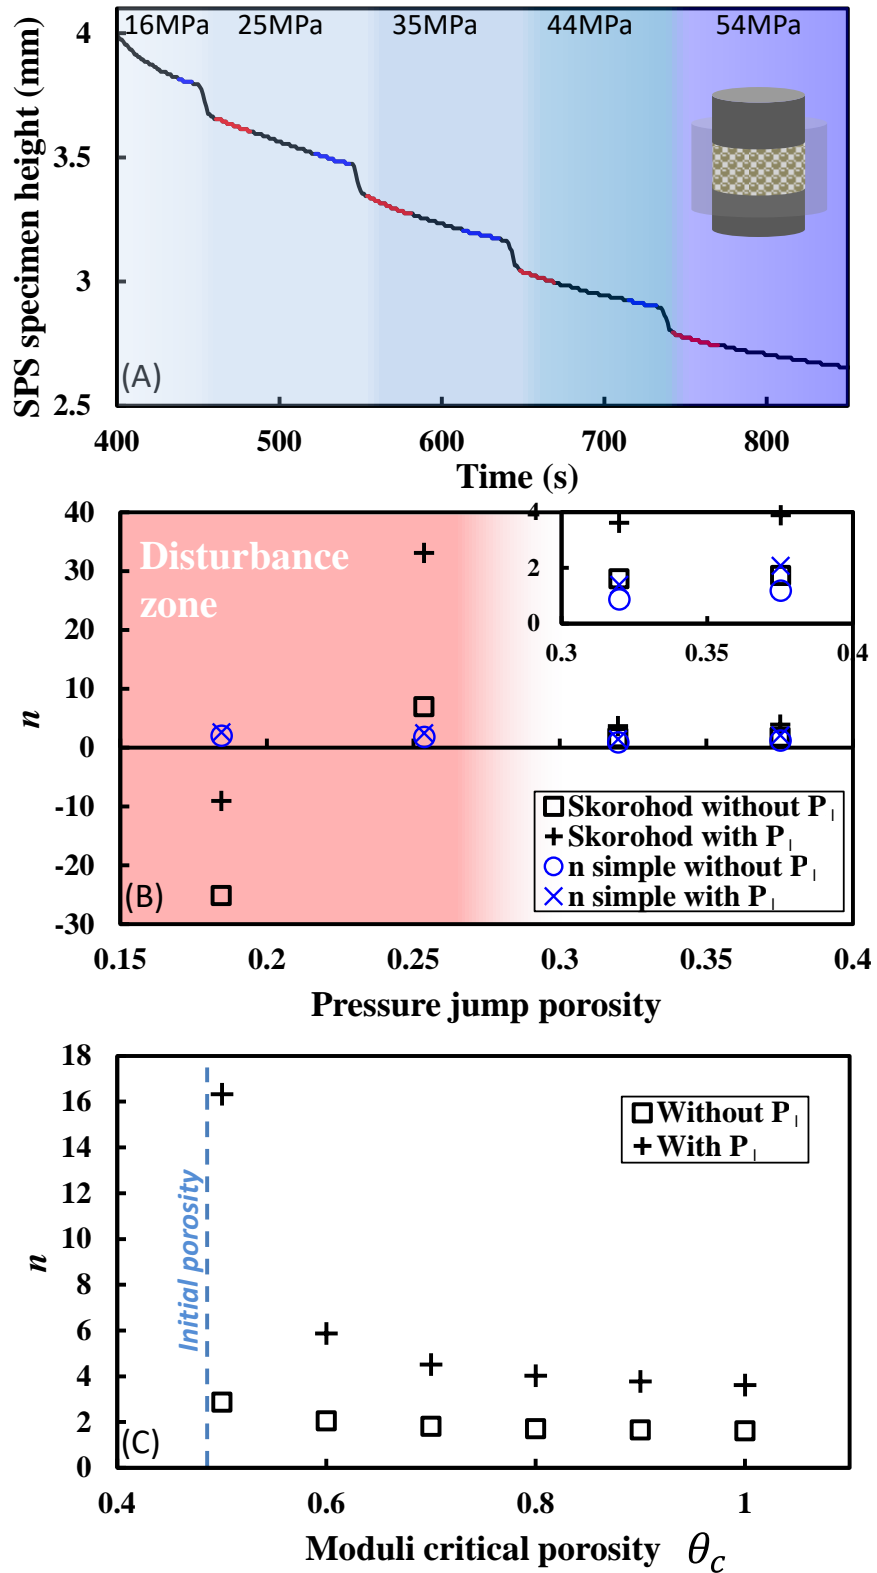 16MPa 25MPa 35MPa 44MPa 54MPa
SPS specimen height (mm)
4
3.5
3
2.5
(A)
400 500 600 700 800
Time (s)
40
30
20
10
0
-10
-20
-30
n
Disturbance
zone
4
2
0
0.3 0.35 0.4
Skorohod without P|
Skorohod with P|
n simple without P|
n simple with P|
(B)
0.15 0.2 0.25 0.3 0.35 0.4
Pressure jump porosity
18
16
14
12
10
8
6
4
2
0
n
Initial porosity
Without P|
With P|
(C)
0.4 0.6 0.8 1
Moduli critical porosity θc